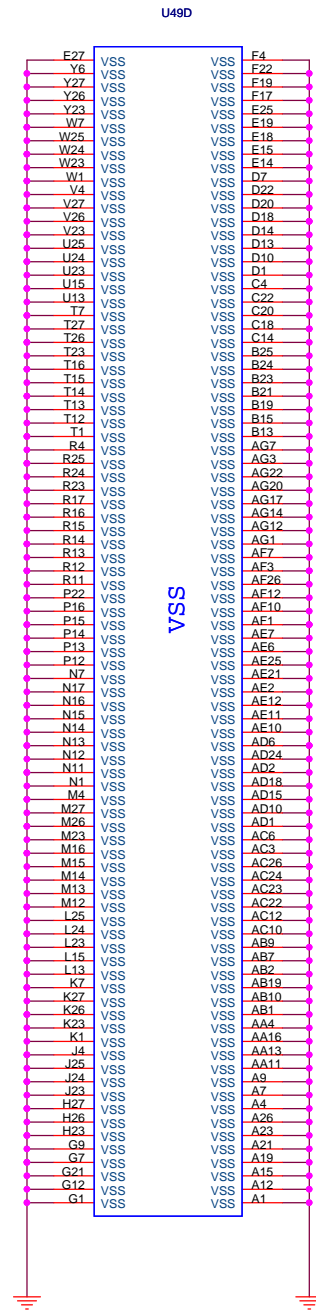 U49D
E27 VSS VSS F4
Y6 VSS VSS F22
Y27 VSS VSS F19
Y26 VSS VSS F17
Y23 VSS VSS E25
W7 VSS VSS E19
W25 VSS VSS E18
W24 VSS VSS E15
W23 VSS VSS E14
W1 VSS VSS D7
V4 VSS VSS D22
V27 VSS VSS D20
V26 VSS VSS D18
V23 VSS VSS D14
U25 VSS VSS D13
U24 VSS VSS D10
U23 VSS VSS D1
U15 VSS VSS C4
U13 VSS VSS C22
T7 VSS VSS C20
T27 VSS VSS C18
T26 VSS VSS C14
T23 VSS VSS B25
T16 VSS VSS B24
T15 VSS VSS B23
T14 VSS VSS B21
T13 VSS VSS B19
T12 VSS VSS B15
T1 VSS VSS B13
R4 VSS VSS AG7
R25 VSS VSS AG3
R24 VSS VSS AG22
R23 VSS VSS AG20
R17 VSS VSS AG17
R16 VSS VSS AG14
R15 VSS VSS AG12
R14 VSS VSS AG1
R13 VSS VSS AF7
R12 VSS VSS AF3
R11 VSS VSS AF26
P22 VSS VSS AF12
P16 VSS VSS AF10
P15 VSS VSS AF1
P14 VSS VSS AE7
P13 VSS VSS AE6
P12 VSS VSS AE25
N7 VSS VSS AE21
N17 VSS VSS AE2
N16 VSS VSS AE12
N15 VSS VSS AE11
N14 VSS VSS AE10
N13 VSS VSS AD6
N12 VSS VSS AD24
N11 VSS VSS AD2
N1 VSS VSS AD18
M4 VSS VSS AD15
M27 VSS VSS AD10
M26 VSS VSS AD1
M23 VSS VSS AC6
M16 VSS VSS AC3
M15 VSS VSS AC26
M14 VSS VSS AC24
M13 VSS VSS AC23
M12 VSS VSS AC22
L25 VSS VSS AC12
L24 VSS VSS AC10
L23 VSS VSS AB9
L15 VSS VSS AB7
L13 VSS VSS AB2
K7 VSS VSS AB19
K27 VSS VSS AB10
K26 VSS VSS AB1
K23 VSS VSS AA4
K1 VSS VSS AA16
J4 VSS VSS AA13
J25 VSS VSS AA11
J24 VSS VSS A9
J23 VSS VSS A7
H27 VSS VSS A4
H26 VSS VSS A26
H23 VSS VSS A23
G9 VSS VSS A21
G7 VSS VSS A19
G21 VSS VSS A15
G12 VSS VSS A12
G1 VSS VSS A1
VSS